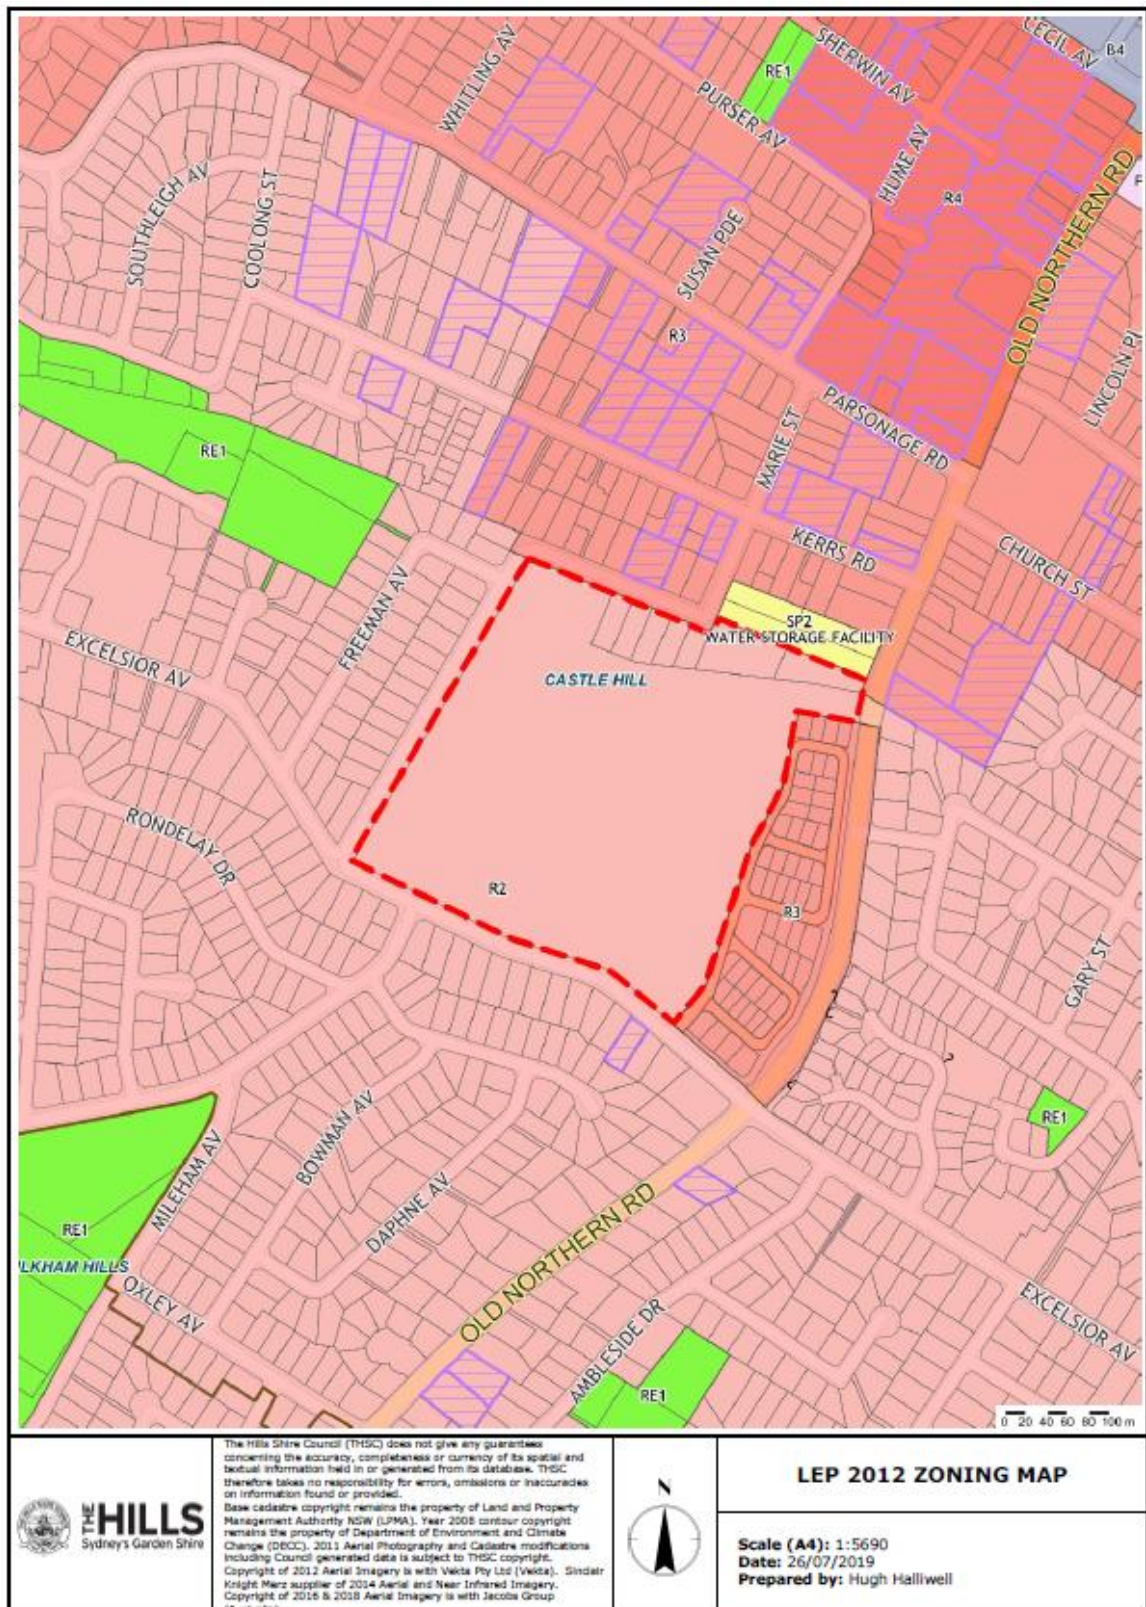 CECIL AV
B4
SHERWIN AV
WHITLING AV
RE1
PURSER AV
HUME AV
SOUTHLEIGH AV
COOLONG ST
R4
OLD NORTHERN RD
SUSAN PDE
R3
LINCOLN PL
PARSONAGE RD
MARIE ST
RE1
KERRS RD
CHURCH ST
FREEMAN AV
SP2
WATER STORAGE FACILITY
EXCELSIOR AV
CASTLE HILL
RONDELAY DR
R2
R3
GARY ST
BOWMAN AV
RE1
MILEHAM AV
DAPHNE AV
RE1
OLD NORTHERN RD
LKHAM HILLS
OXLEY AV
EXCELSIOR AV
AMBLESIDE DR
RE1
0 20 40 60 80 100 m
THE HILLS
Sydney's Garden Shire
The Hills Shire Council (THSC) does not give any guarantees
concerning the accuracy, completeness or currency of its spatial and
textual information held in or generated from its database. THSC
therefore takes no responsibility for errors, omissions or inaccuracies
on information found or provided.
Base cadastre copyright remains the property of Land and Property
Management Authority NSW (LPMA). Year 2008 contour copyright
remains the property of Department of Environment and Climate
Change (DECC). 2011 Aerial Photography and Cadastre modifications
including Council generated data is subject to THSC copyright.
Copyright of 2012 Aerial Imagery is with Vekta Pty Ltd (Vekta). Sinclair
Knight Merz supplier of 2014 Aerial and Near Infrared Imagery.
Copyright of 2016 & 2018 Aerial Imagery is with Jacobs Group
N
LEP 2012 ZONING MAP
Scale (A4): 1:5690
Date: 26/07/2019
Prepared by: Hugh Halliwell